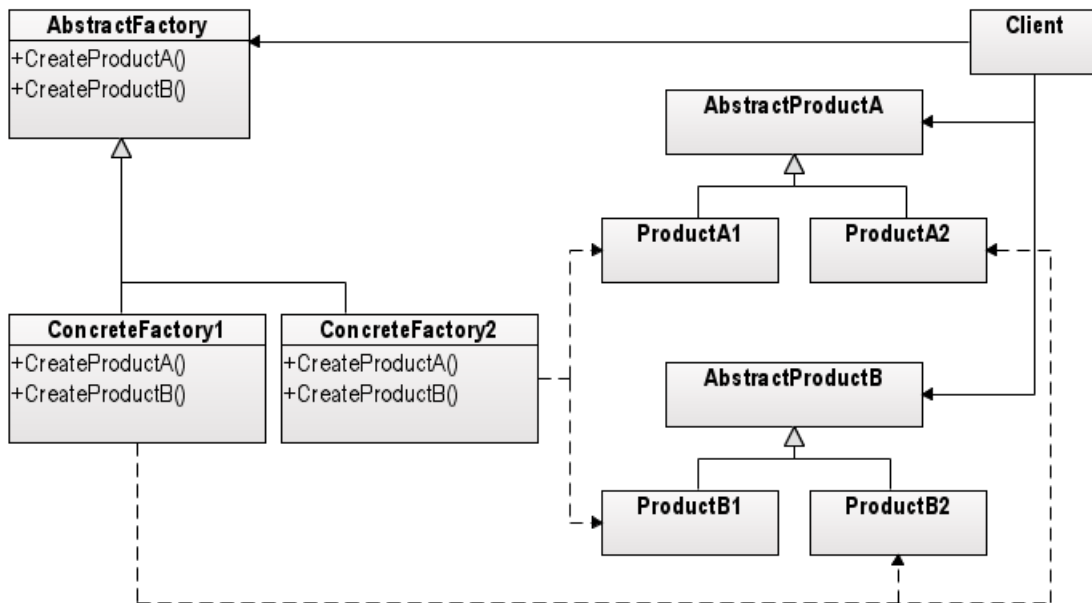 AbstractFactory
+CreateProductA()
+CreateProductB()
Client
AbstractProductA
ProductA1
ProductA2
ConcreteFactory1
+CreateProductA()
+CreateProductB()
ConcreteFactory2
+CreateProductA()
+CreateProductB()
AbstractProductB
ProductB1
ProductB2